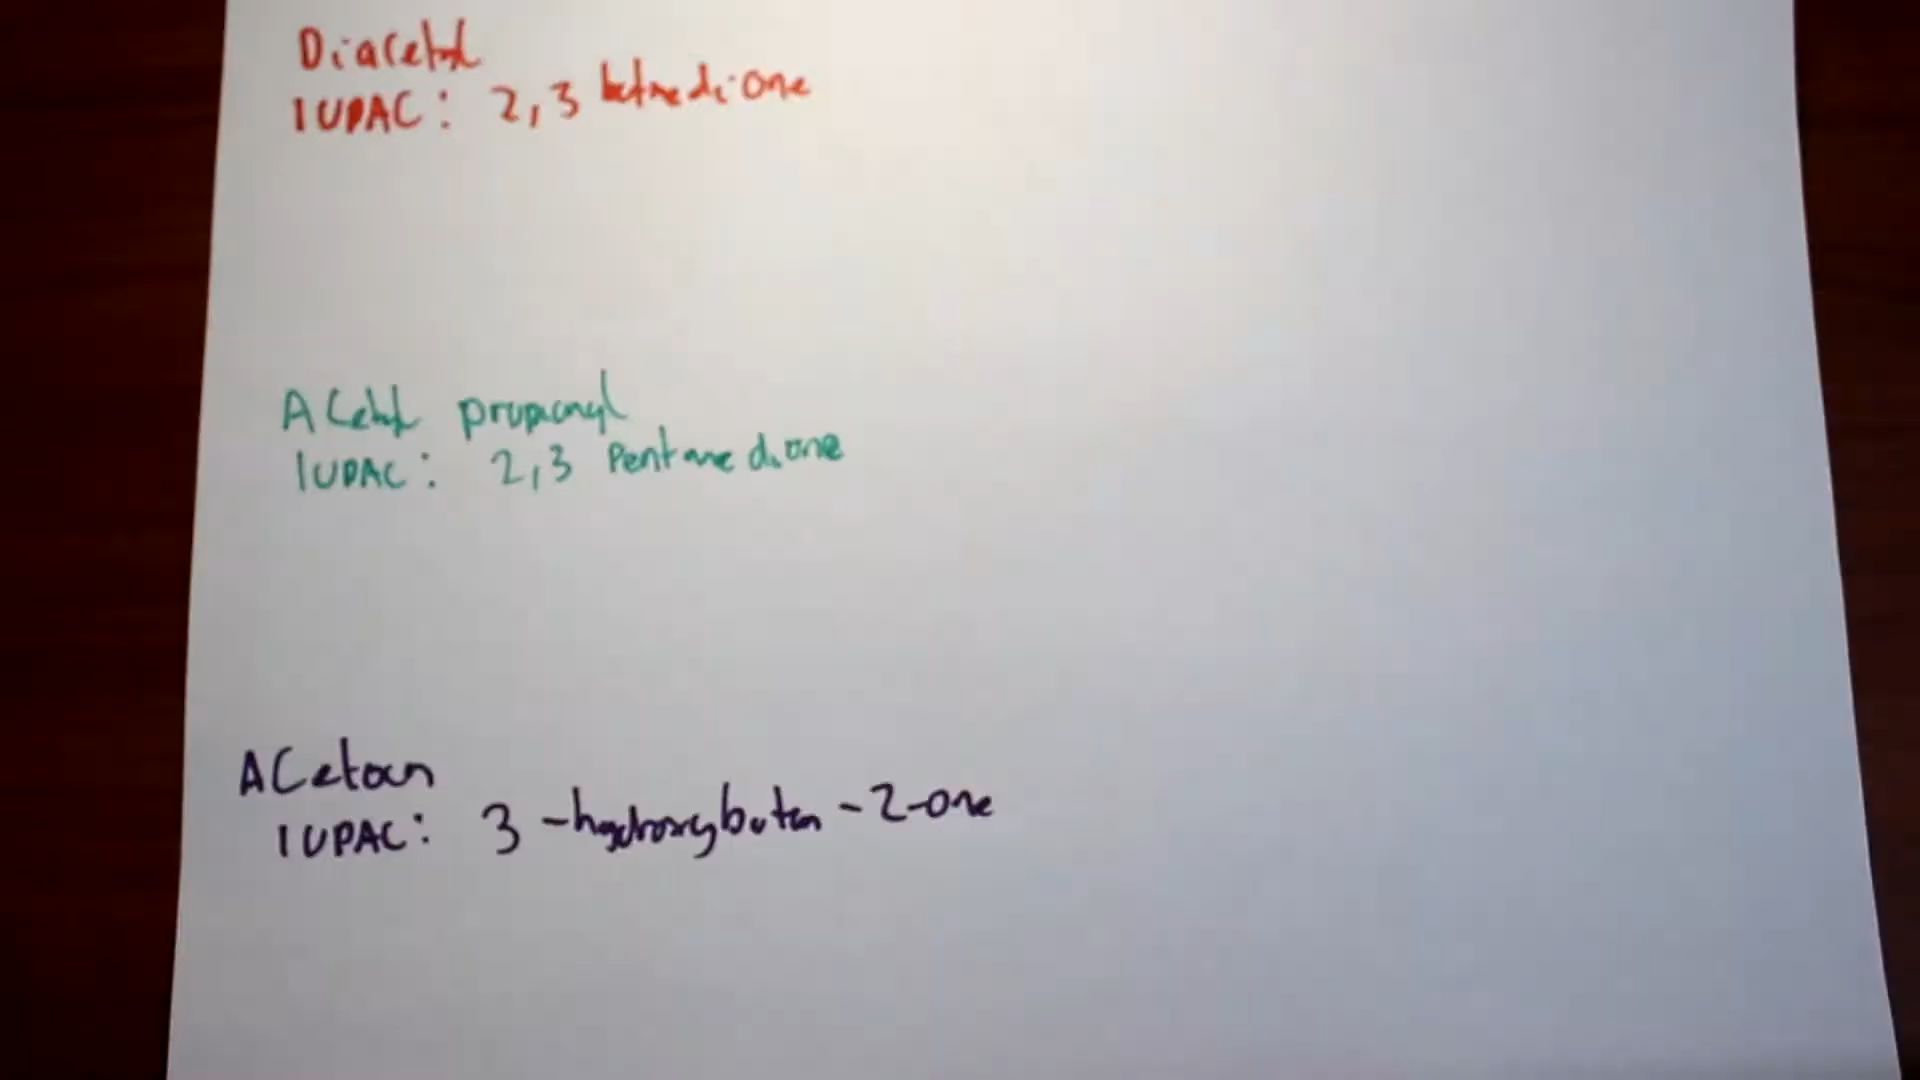 Diacetyl
IUPAC: 2,3 butanedione
Acetyl propionyl
IUPAC: 2,3 Pentanedione
Acetoin
IUPAC: 3-hydroxybutan-2-one